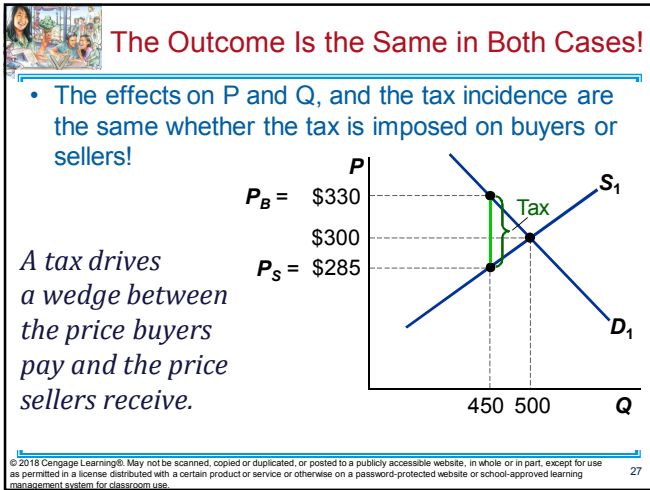 The Outcome Is the Same in Both Cases!
• The effects on P and Q, and the tax incidence are
the same whether the tax is imposed on buyers or
sellers!
P
S1
PB = $330
Tax
$300
PS = $285
A tax drives
a wedge between
the price buyers
pay and the price
sellers receive.
D1
450 500 Q
© 2018 Cengage Learning®. May not be scanned, copied or duplicated, or posted to a publicly accessible website, in whole or in part, except for use
as permitted in a license distributed with a certain product or service or otherwise on a password-protected website or school-approved learning
management system for classroom use.
27